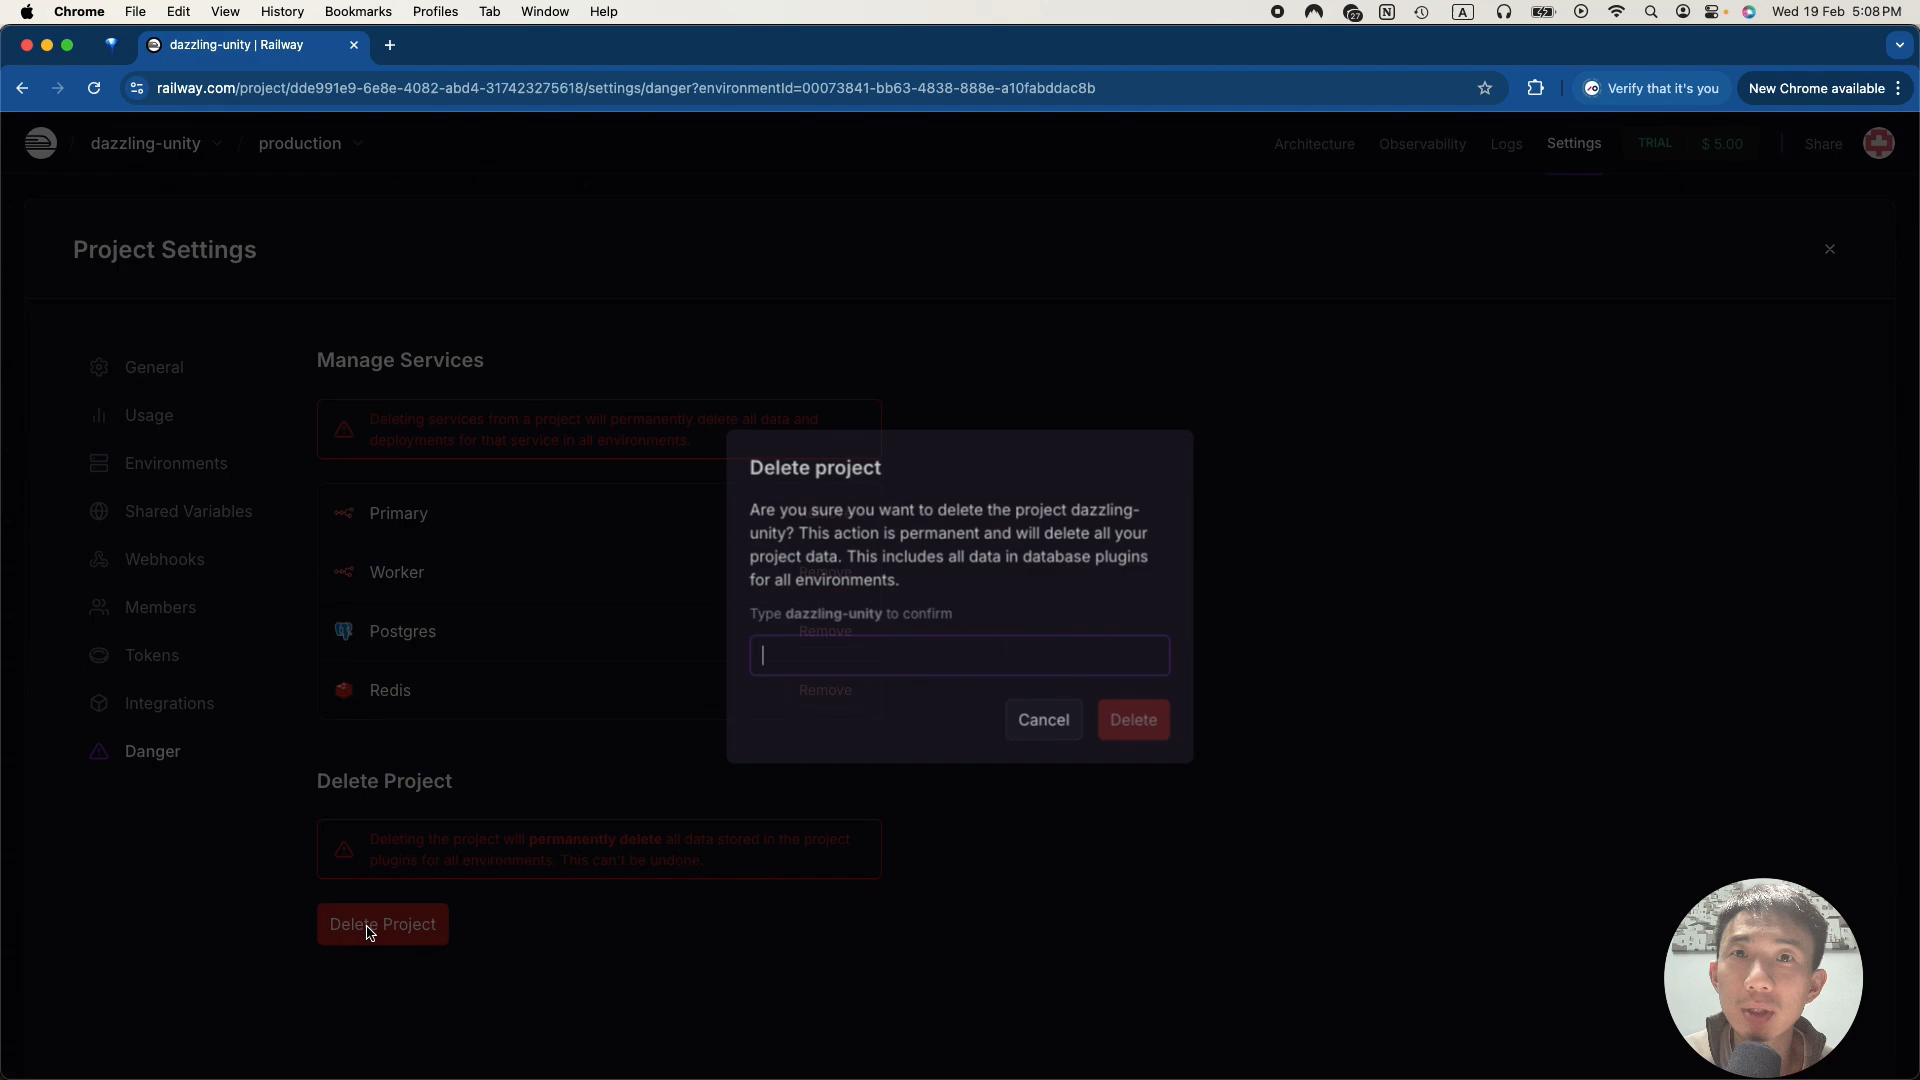 Chrome File Edit View History Bookmarks Profiles Tab Window Help
27 A Wed 19 Feb 5:08 PM
dazzling-unity | Railway
railway.com/project/dde991e9-6e8e-4082-abd4-317423275618/settings/danger?environmentId=00073841-bb63-4838-888e-a10fabddac8b
Verify that it's you
New Chrome available
dazzling-unity / production
Architecture Observability Logs Settings TRIAL $ 5.00 Share
Project Settings
General
Usage
Environments
Shared Variables
Webhooks
Members
Tokens
Integrations
Danger
Manage Services
Deleting services from a project will permanently delete all data and
deployments for that service in all environments.
Primary
Worker
Remove
Postgres
Remove
Redis
Remove
Delete Project
Deleting the project will permanently delete all data stored in the project
plugins for all environments. This can't be undone.
Delete Project
Delete project
Are you sure you want to delete the project dazzling-
unity? This action is permanent and will delete all your
project data. This includes all data in database plugins
for all environments.
Type dazzling-unity to confirm
Cancel
Delete